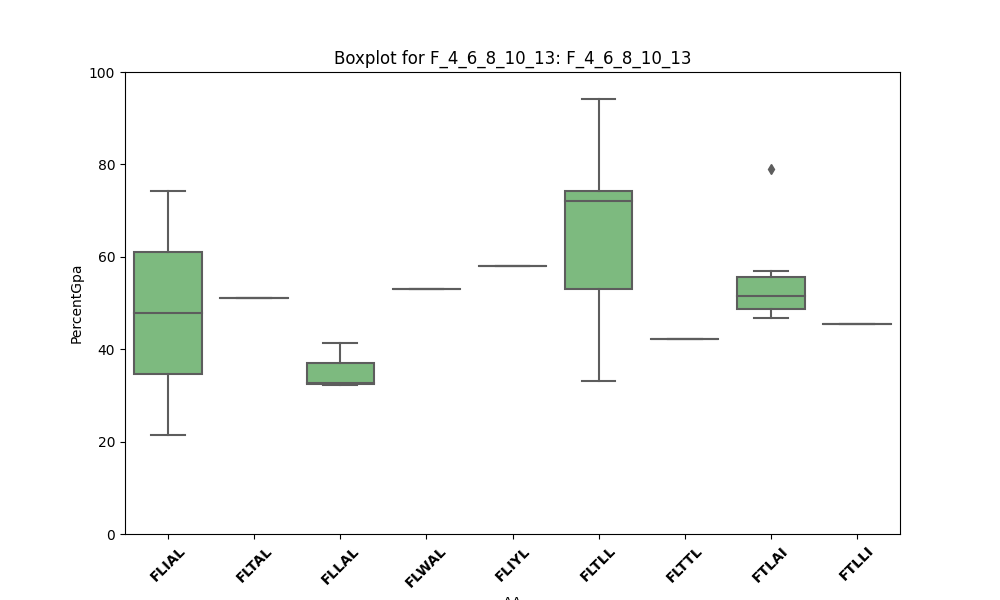 Boxplot for F_4_6_8_10_13: F_4_6_8_10_13
100
80
60
40
20
0
PercentGpa
FLIAL
FLTAL
FLLAL
FLWAL
FLIYL
FLTLL
FLTTL
FTLAI
FTLLI